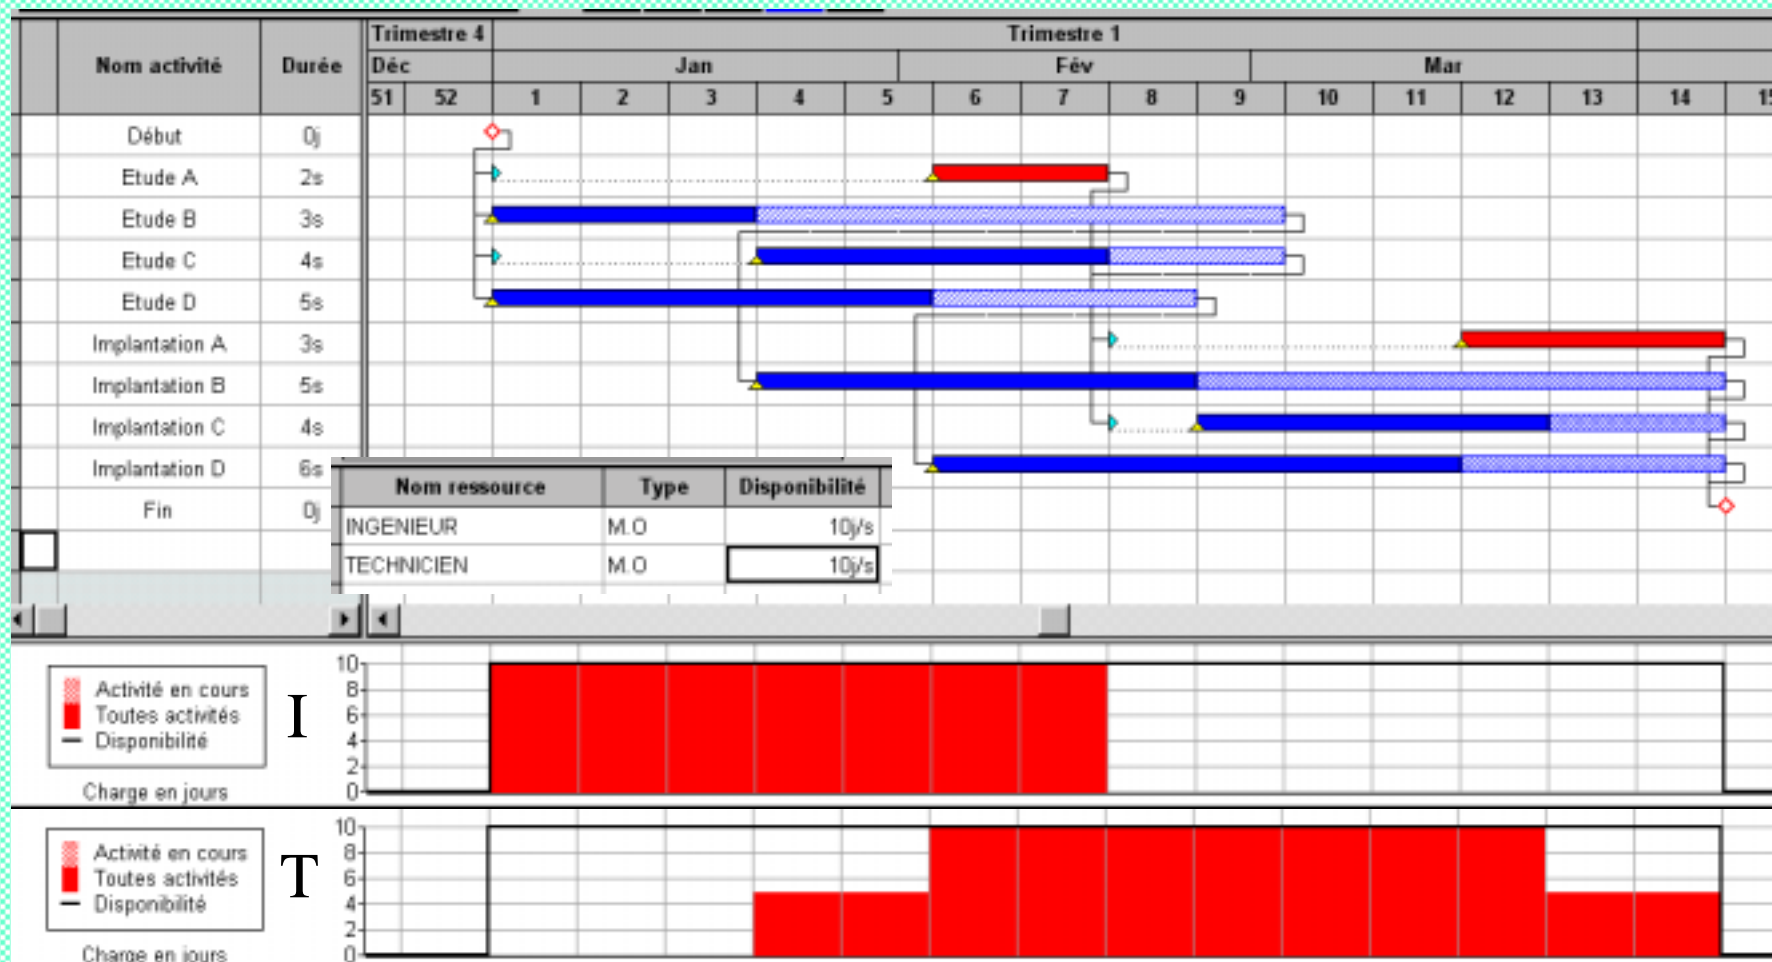 Trimestre 4 Trimestre 1
Nom activité Durée Déc Jan Fév Mar
51 52 1 2 3 4 5 6 7 8 9 10 11 12 13 14 15
Début 0j
Etude A 2s
Etude B 3s
Etude C 4s
Etude D 5s
Implantation A 3s
Implantation B 5s
Implantation C 4s
Implantation D 6s
Fin 0j
Nom ressource Type Disponibilité
INGENIEUR M.O 10j/s
TECHNICIEN M.O 10j/s
Activité en cours
Toutes activités
Disponibilité
Charge en jours
I
10
8
6
4
2
0
Activité en cours
Toutes activités
Disponibilité
Charge en jours
T
10
8
6
4
2
0